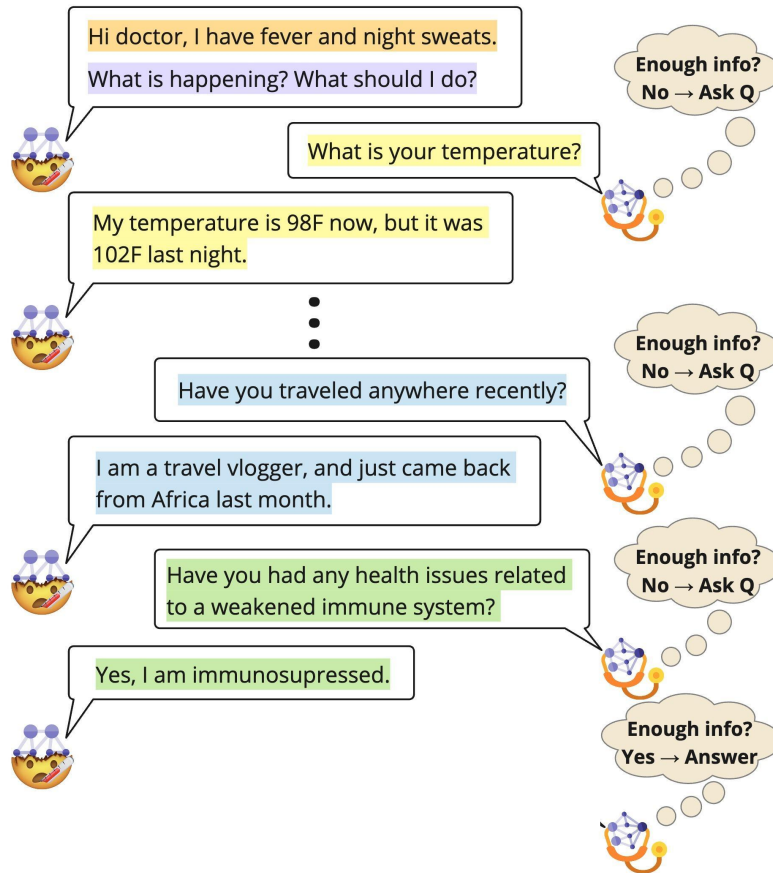 Hi doctor, I have fever and night sweats.
What is happening? What should I do?
Enough info?
No → Ask Q
What is your temperature?
My temperature is 98F now, but it was
102F last night.
Enough info?
No → Ask Q
Have you traveled anywhere recently?
I am a travel vlogger, and just came back
from Africa last month.
Enough info?
No → Ask Q
Have you had any health issues related
to a weakened immune system?
Yes, I am immunosupressed.
Enough info?
Yes → Answer